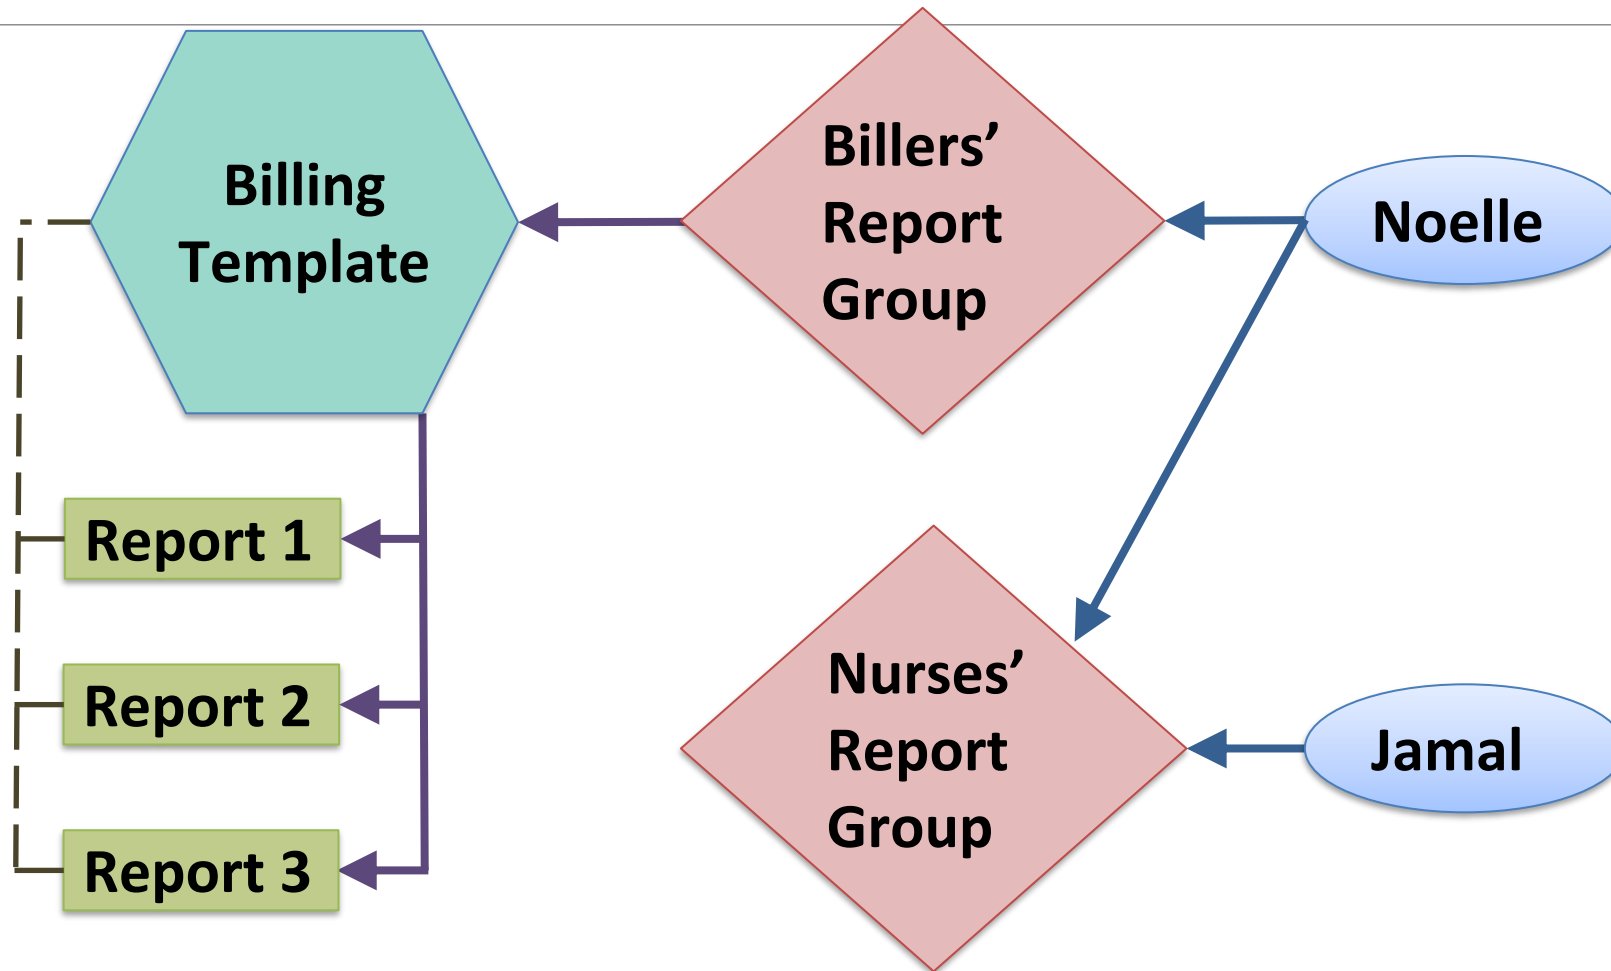 Billing
Template
Billers’
Report
Group
Noelle
Report 1
Report 2
Report 3
Nurses’
Report
Group
Jamal